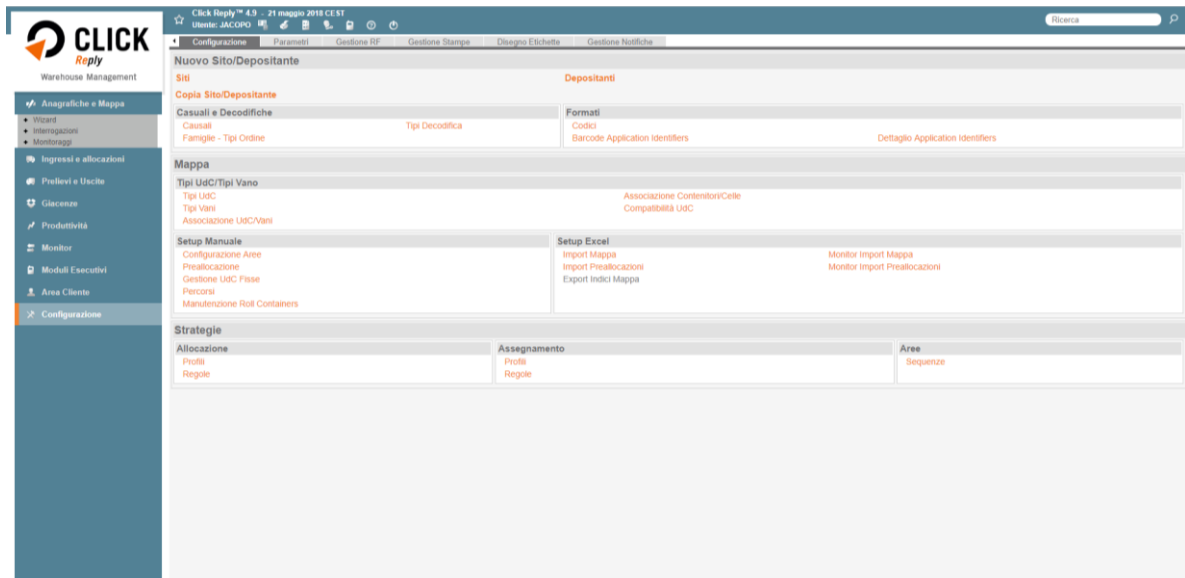 CLICK
Reply
Warehouse Management
Anagrafiche e Mappa
Wizard
Interrogazioni
Monitoraggi
Ingressi e allocazioni
Prelievi e Uscite
Giacenze
Produttività
Monitor
Moduli Esecutivi
Area Cliente
Configurazione
Click Reply™ 4.9 - 21 maggio 2018 CEST
Utente: JACOPO
Ricerca
Configurazione Parametri Gestione RF Gestione Stampe Disegno Etichette Gestione Notifiche
Nuovo Sito/Depositante
Siti Depositanti
Copia Sito/Depositante
Casuali e Decodifiche Formati
Causali Tipi Decodifica Codici
Famiglie - Tipi Ordine Barcode Application Identifiers Dettaglio Application Identifiers
Mappa
Tipi UdC/Tipi Vano
Tipi UdC Associazione Contenitori/Celle
Tipi Vani Compatibilità UdC
Associazione UdC/Vani
Setup Manuale Setup Excel
Configurazione Aree Import Mappa Monitor Import Mappa
Preallocazione Import Preallocazioni Monitor Import Preallocazioni
Gestione UdC Fisse Export Indici Mappa
Percorsi
Manutenzione Roll Containers
Strategie
Allocazione Assegnamento Aree
Profili Profili Sequenze
Regole Regole